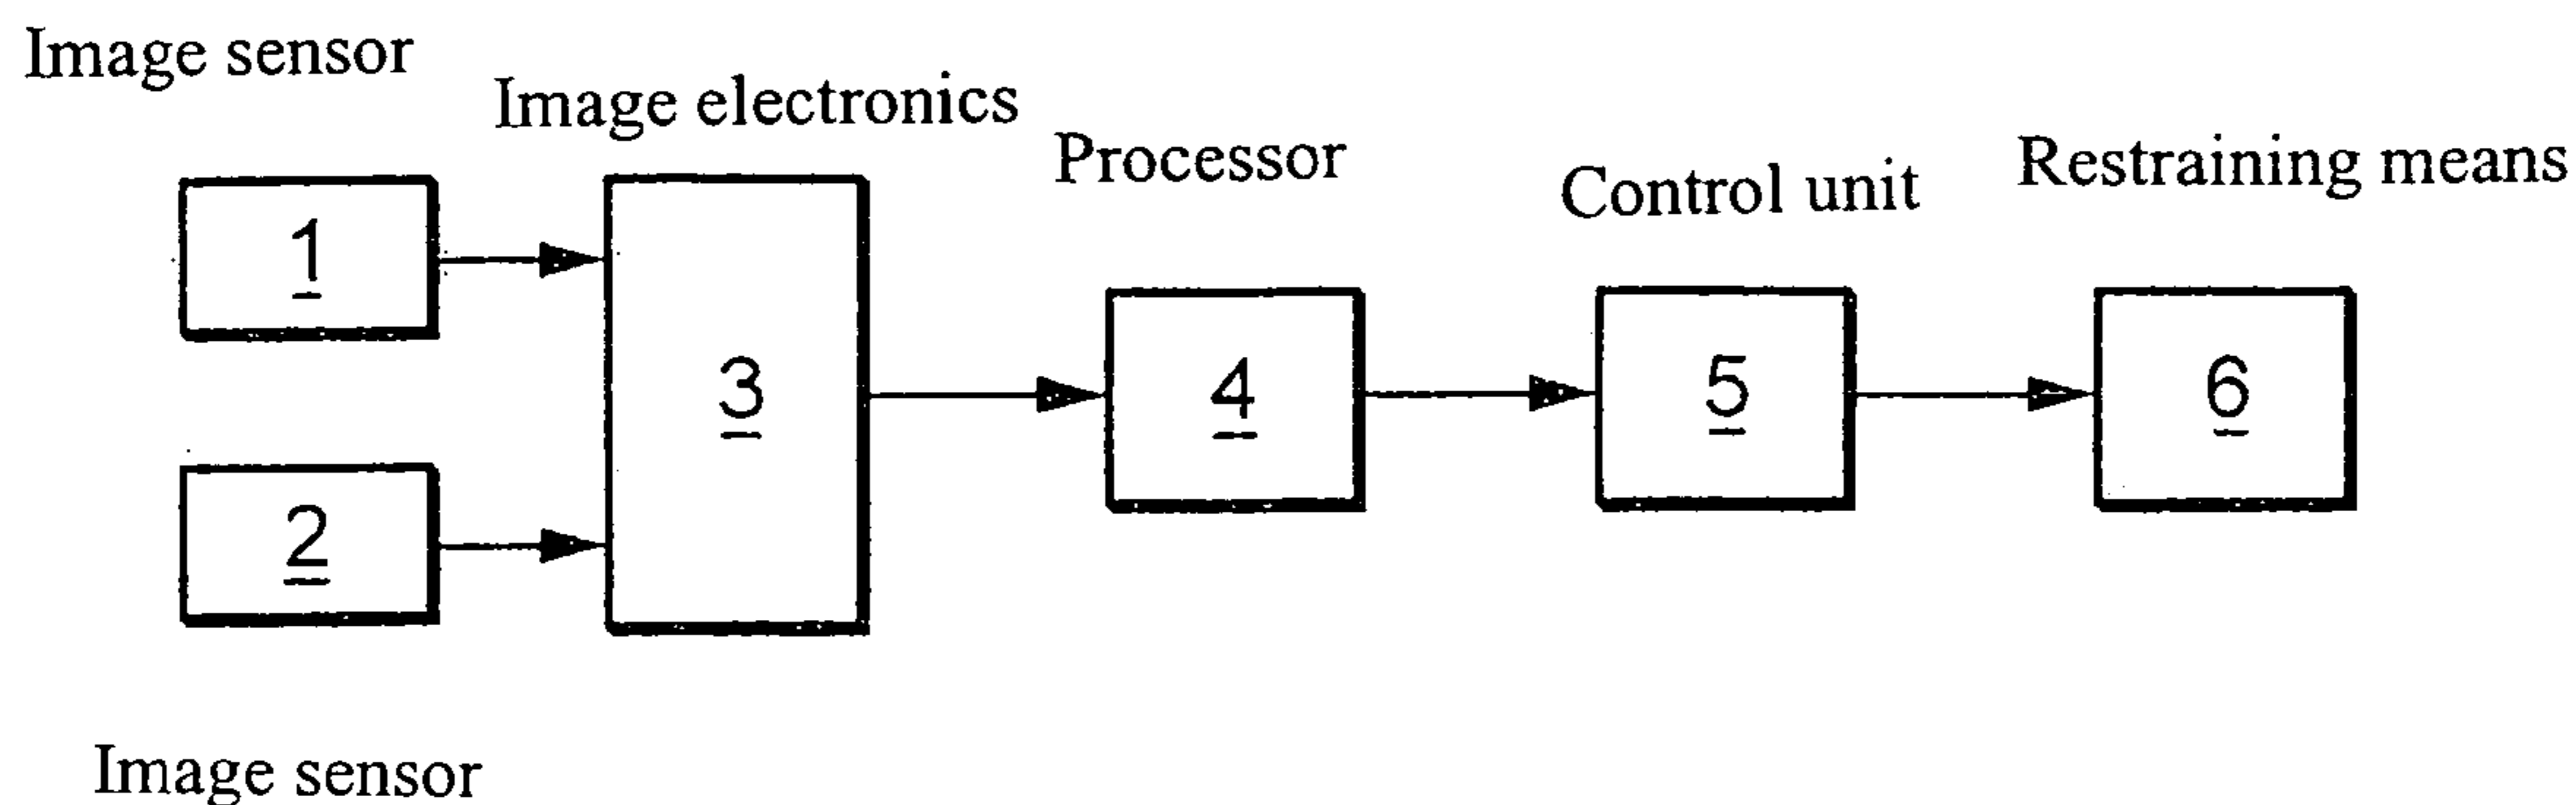 Image sensor
Image electronics
Processor
Control unit
Restraining means
1
2
3
4
5
6
Image sensor